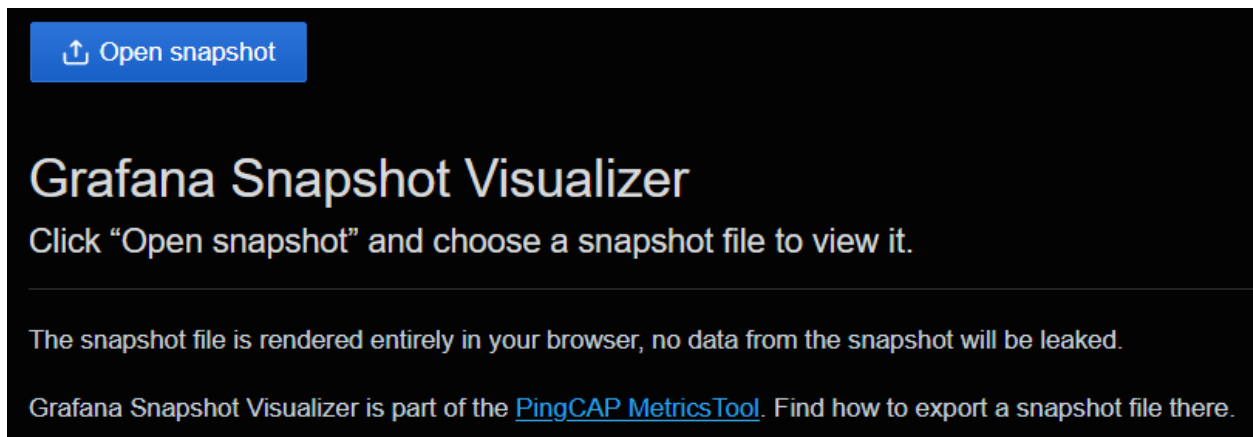 Open snapshot
Grafana Snapshot Visualizer
Click “Open snapshot” and choose a snapshot file to view it.
The snapshot file is rendered entirely in your browser, no data from the snapshot will be leaked.
Grafana Snapshot Visualizer is part of the PingCAP MetricsTool. Find how to export a snapshot file there.